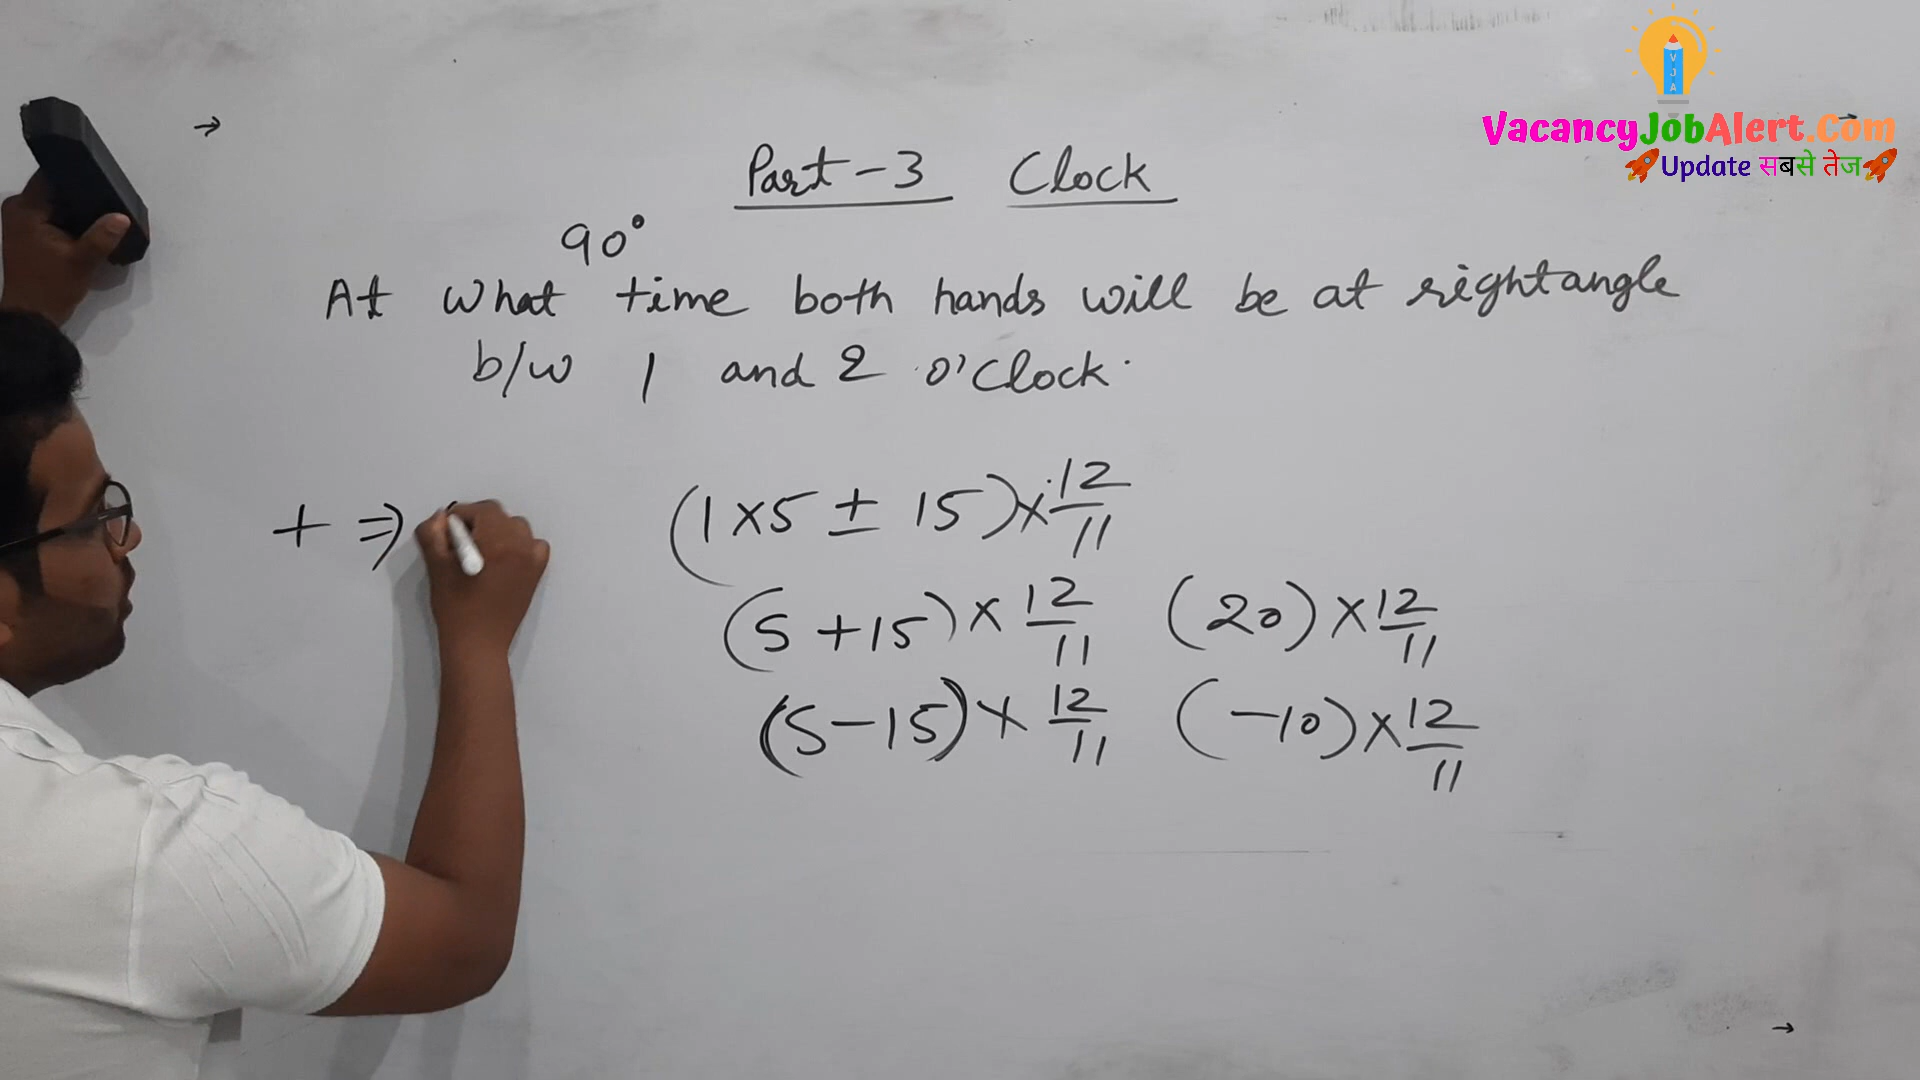 VJA
VacancyJobAlert.Com
Update सबसे तेज
Part-3 Clock
90°
At what time both hands will be at rightangle
b/w 1 and 2 o'Clock.
(1×5 ± 15)×12/11
+ ⇒
(5+15)×12/11 (20)×12/11
(5-15)×12/11 (-10)×12/11